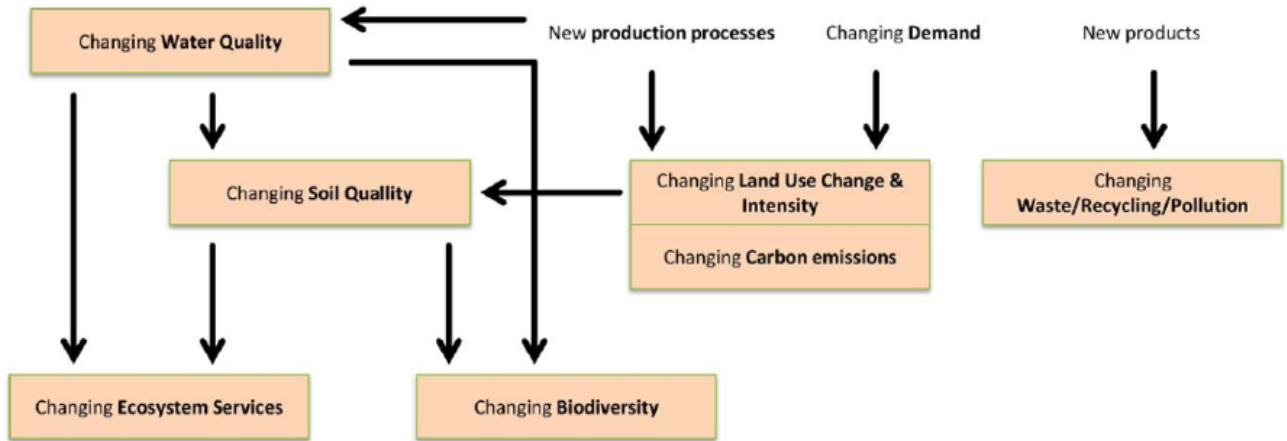 Changing Water Quality
New production processes
Changing Demand
New products
Changing Soil Quallity
Changing Land Use Change &
Intensity
Changing
Waste/Recycling/Pollution
Changing Carbon emissions
Changing Ecosystem Services
Changing Biodiversity